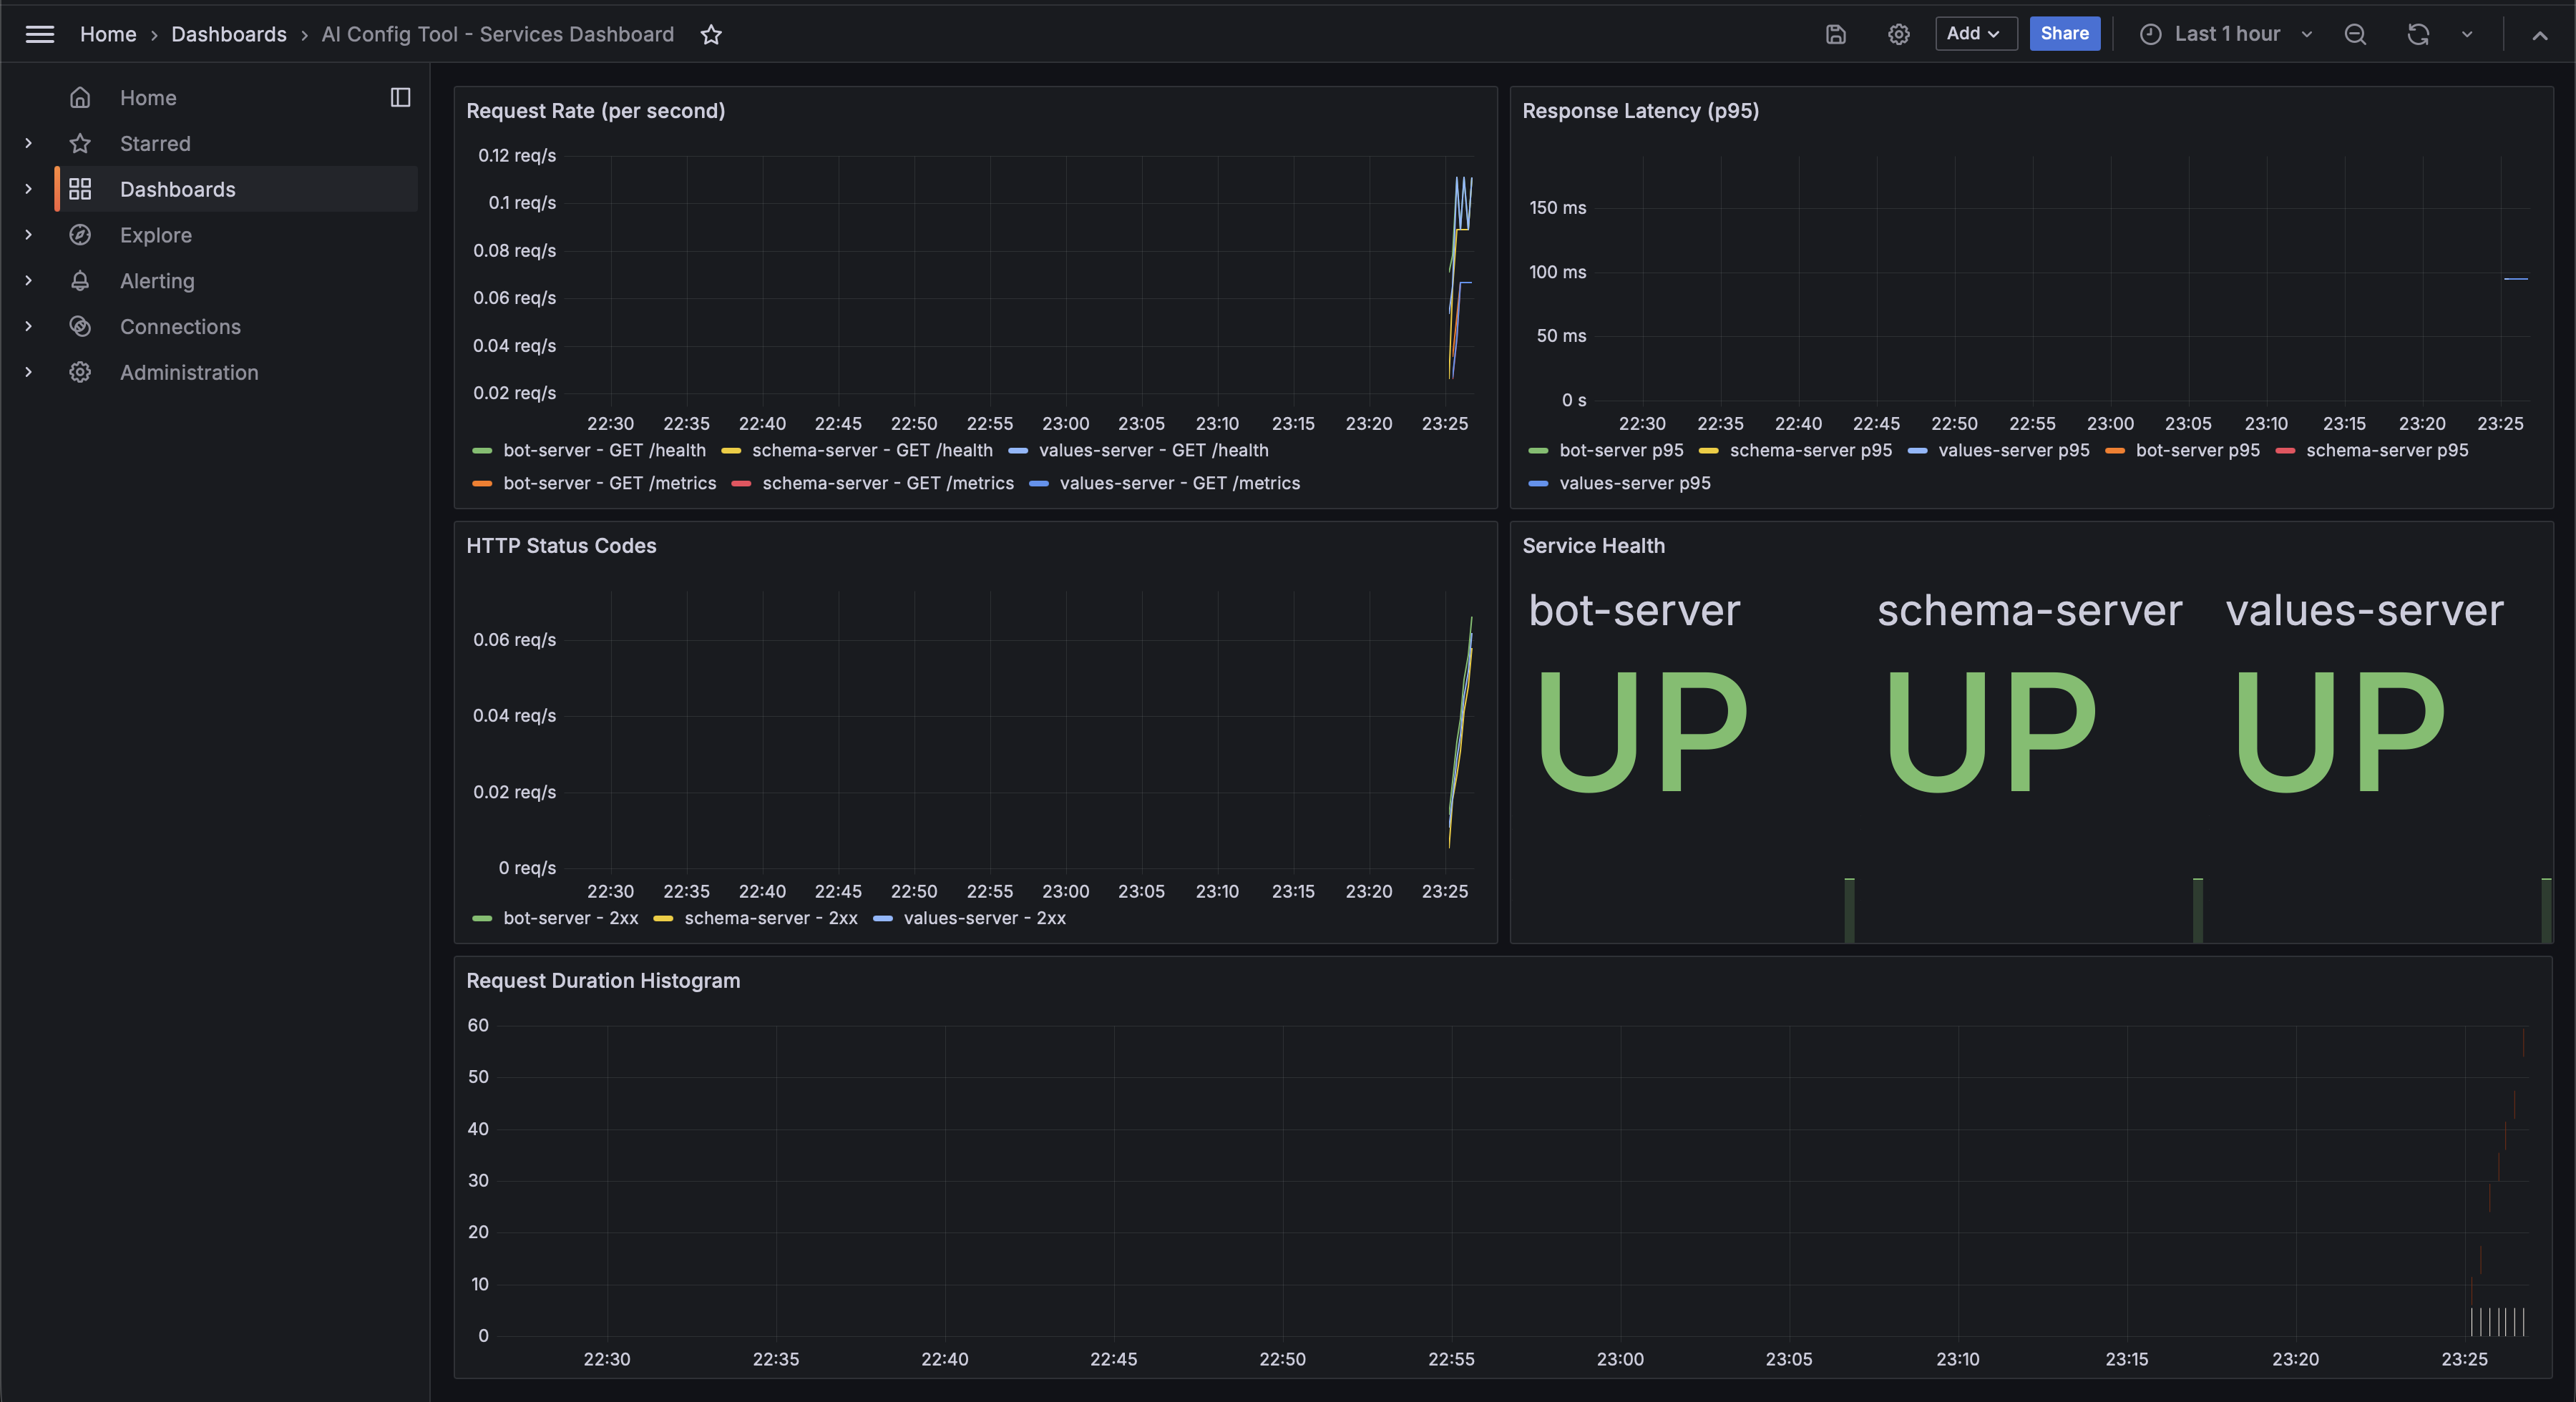 Home › Dashboards › AI Config Tool - Services Dashboard
Add
Share
Last 1 hour
Home
Starred
Dashboards
Explore
Alerting
Connections
Administration
Request Rate (per second)
0.12 req/s
0.1 req/s
0.08 req/s
0.06 req/s
0.04 req/s
0.02 req/s
22:30 22:35 22:40 22:45 22:50 22:55 23:00 23:05 23:10 23:15 23:20 23:25
bot-server - GET /health schema-server - GET /health values-server - GET /health
bot-server - GET /metrics schema-server - GET /metrics values-server - GET /metrics
Response Latency (p95)
150 ms
100 ms
50 ms
0 s
22:30 22:35 22:40 22:45 22:50 22:55 23:00 23:05 23:10 23:15 23:20 23:25
bot-server p95 schema-server p95 values-server p95 bot-server p95 schema-server p95
values-server p95
HTTP Status Codes
0.06 req/s
0.04 req/s
0.02 req/s
0 req/s
22:30 22:35 22:40 22:45 22:50 22:55 23:00 23:05 23:10 23:15 23:20 23:25
bot-server - 2xx schema-server - 2xx values-server - 2xx
Service Health
bot-server schema-server values-server
UP UP UP
Request Duration Histogram
60
50
40
30
20
10
0
22:30 22:35 22:40 22:45 22:50 22:55 23:00 23:05 23:10 23:15 23:20 23:25